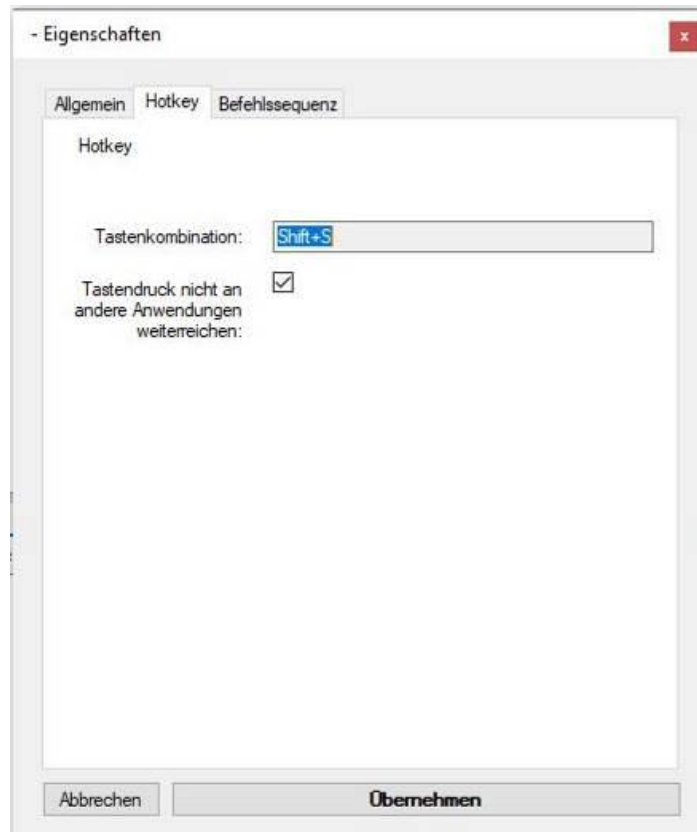 - Eigenschaften
x
Allgemein Hotkey Befehlssequenz
Hotkey
Tastenkombination: Shift+S
Tastendruck nicht an
andere Anwendungen
weiterreichen:
Abbrechen Übernehmen